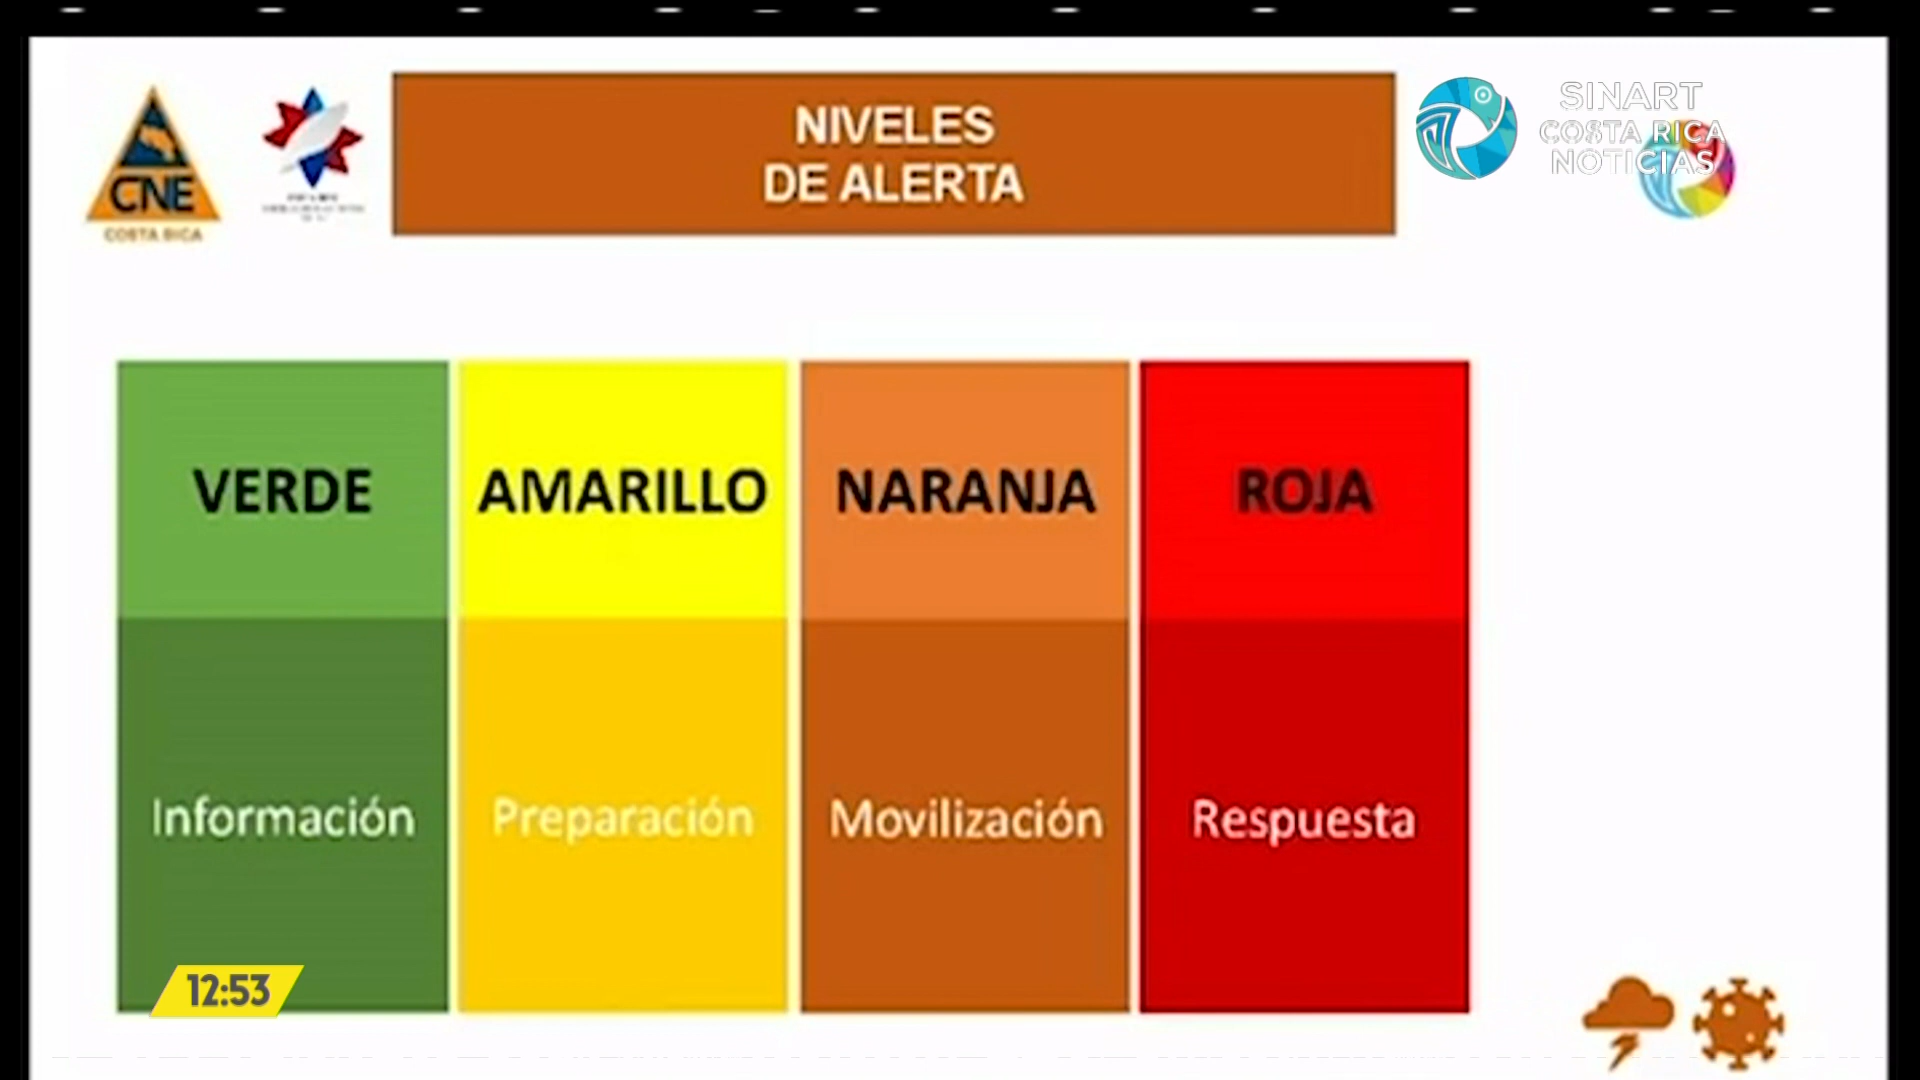 NIVELES
DE ALERTA
CNE
COSTA RICA
SINART
COSTA RICA
NOTICIAS
VERDE
AMARILLO
NARANJA
ROJA
Información
Preparación
Movilización
Respuesta
12:53